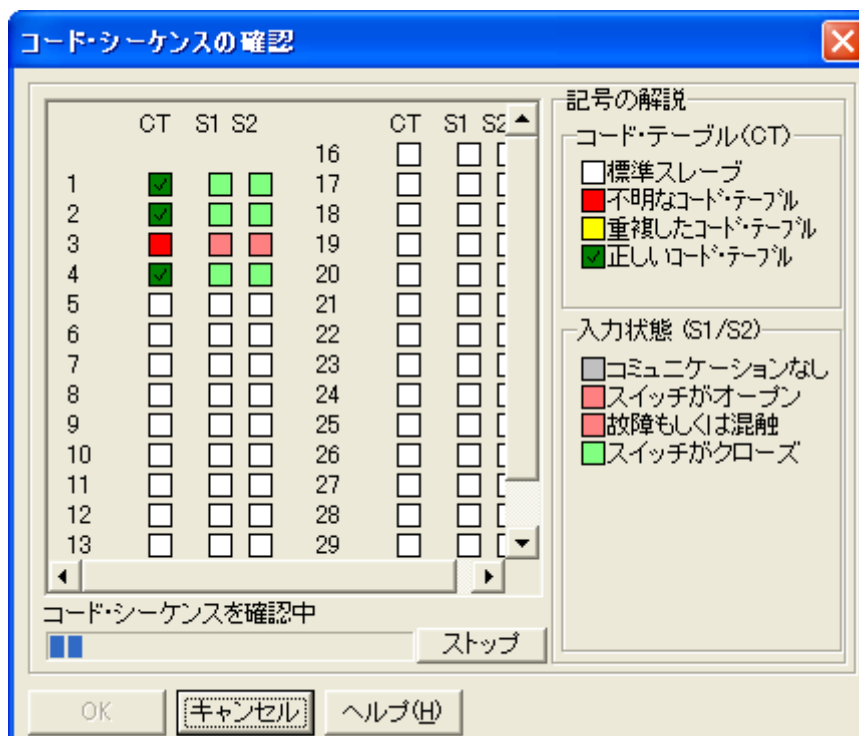 コード・シーケンスの確認
CT S1 S2 CT S1 S2
16
1 17
2 18
3 19
4 20
5 21
6 22
7 23
8 24
9 25
10 26
11 27
12 28
13 29
コード・シーケンスを確認中
ストップ
記号の解説
コード・テーブル(CT)
標準スレーブ
不明なコード・テーブル
重複したコード・テーブル
正しいコード・テーブル
入力状態 (S1/S2)
コミュニケーションなし
スイッチがオープン
故障もしくは混触
スイッチがクローズ
OK キャンセル ヘルプ(H)